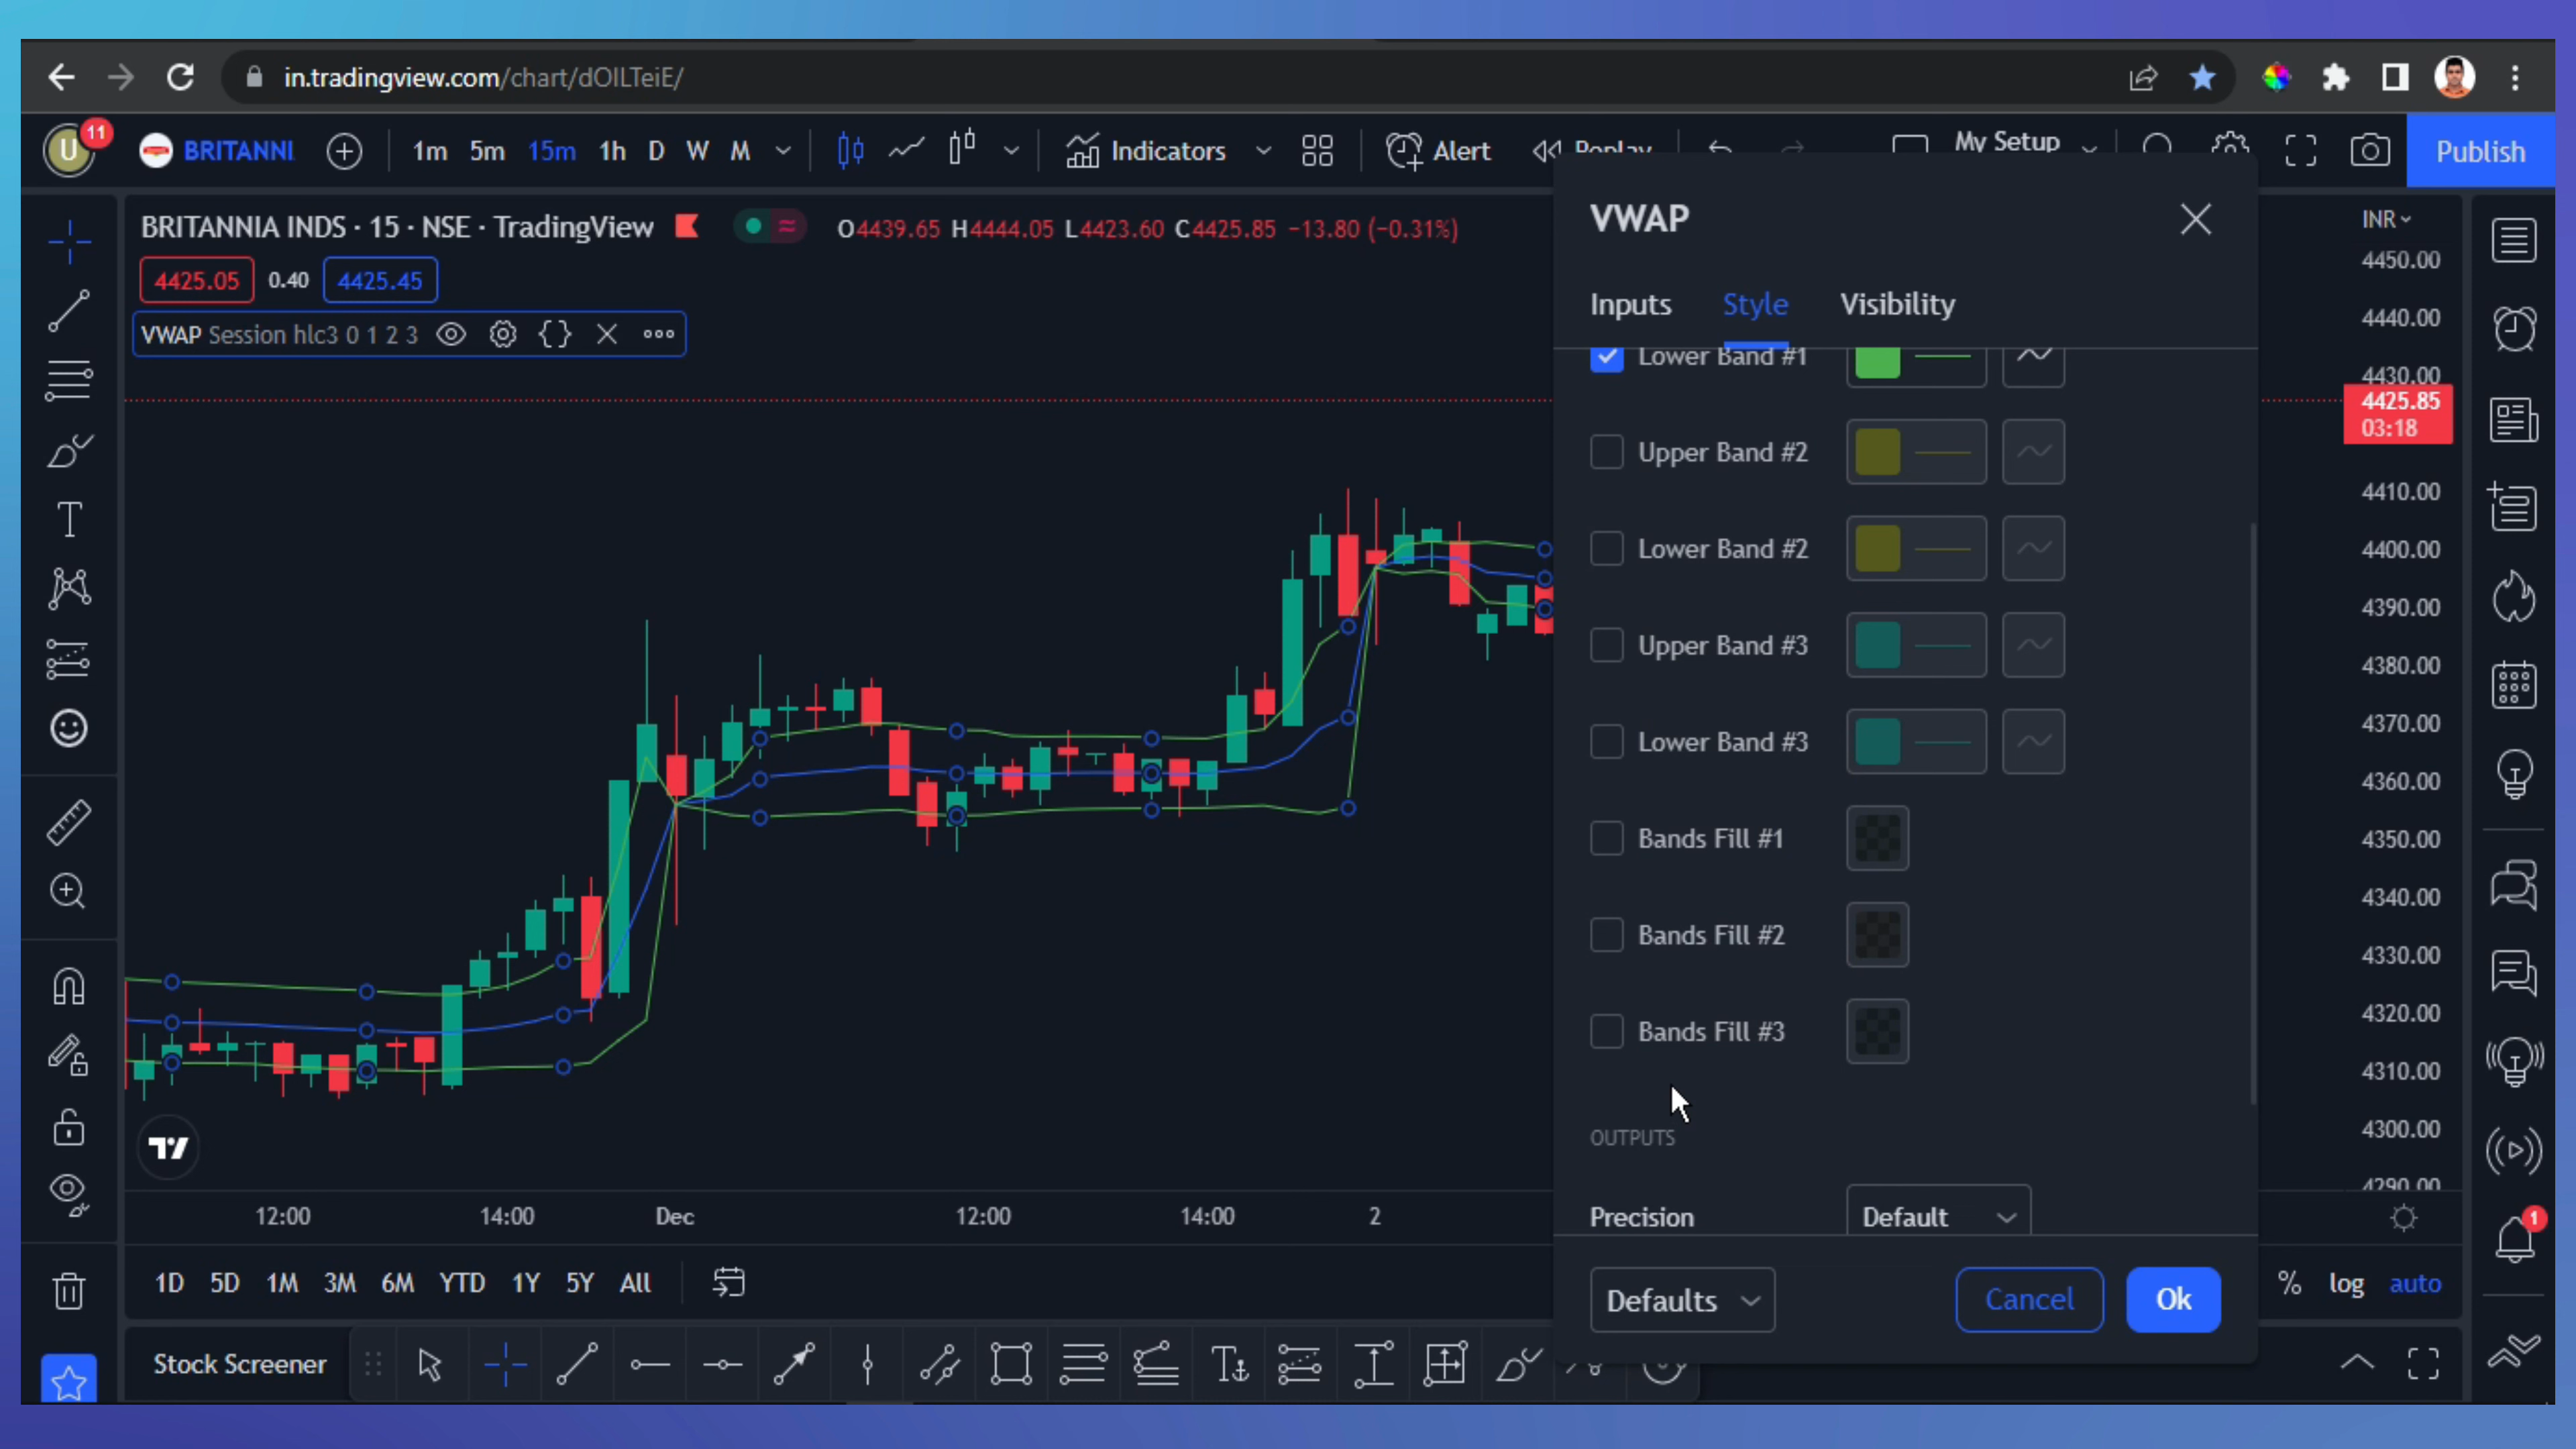 in.tradingview.com/chart/dOILTeiE/
U 11 BRITANNI 1m 5m 15m 1h D W M Indicators Alert Replay My Setup Publish
BRITANNIA INDS · 15 · NSE · TradingView O4439.65 H4444.05 L4423.60 C4425.85 −13.80 (−0.31%)
4425.05 0.40 4425.45
VWAP Session hlc3 0 1 2 3
VWAP
Inputs Style Visibility
Lower Band #1
Upper Band #2
Lower Band #2
Upper Band #3
Lower Band #3
Bands Fill #1
Bands Fill #2
Bands Fill #3
OUTPUTS
Precision Default
Defaults Cancel Ok
INR
4450.00
4440.00
4430.00
4425.85
03:18
4410.00
4400.00
4390.00
4380.00
4370.00
4360.00
4350.00
4340.00
4330.00
4320.00
4310.00
4300.00
4290.00
12:00 14:00 Dec 12:00 14:00 2
1D 5D 1M 3M 6M YTD 1Y 5Y All
% log auto
1
Stock Screener